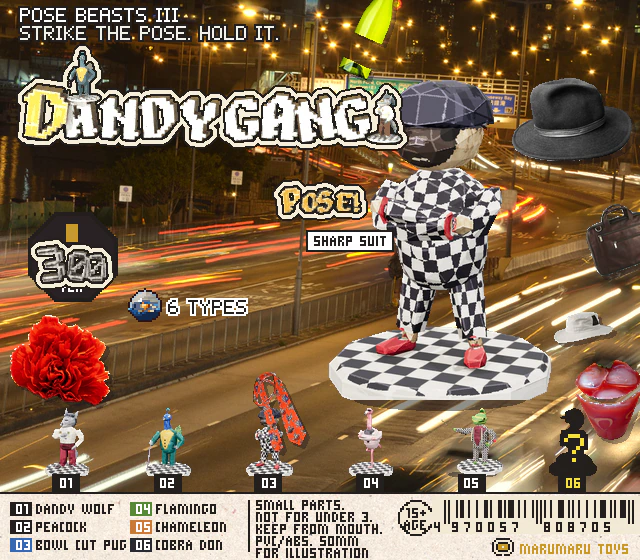 POSE BEASTS III
STRIKE THE POSE. HOLD IT.
DANDY GANG
POSE!
SHARP SUIT
300
6 TYPES
01
02
03
04
05
?
06
01 DANDY WOLF
02 PEACOCK
03 BOWL CUT PUG
04 FLAMINGO
05 CHAMELEON
06 COBRA DON
SMALL PARTS.
NOT FOR UNDER 3.
KEEP FROM MOUTH.
PVC/ABS. 50MM
FOR ILLUSTRATION
15+
AGE
4 970057 808705
MARUMARU TOYS